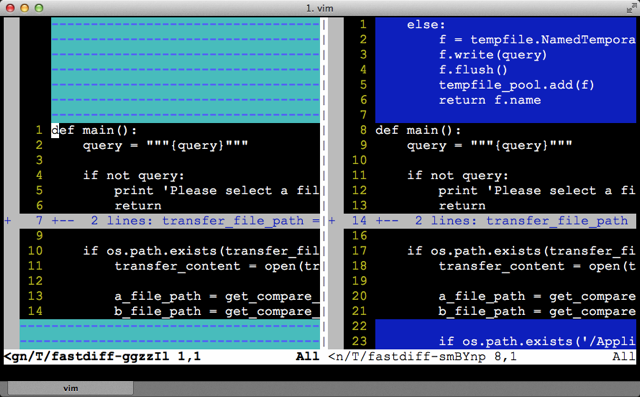 1. vim
def main():
1 def main():
2 query = """{query}"""
3
4 if not query:
5 print 'Please select a fil
6 return
+ 7 +-- 2 lines: transfer_file_path =
9
10 if os.path.exists(transfer_fil
11 transfer_content = open(tr
12
13 a_file_path = get_compare_
14 b_file_path = get_compare_
<gn/T/fastdiff-ggzzIl 1,1 All
1 else:
2 f = tempfile.NamedTempora
3 f.write(query)
4 f.flush()
5 tempfile_pool.add(f)
6 return f.name
7
8 def main():
9 query = """{query}"""
10
11 if not query:
12 print 'Please select a fi
13 return
+ 14 +-- 2 lines: transfer_file_path
16
17 if os.path.exists(transfer_fi
18 transfer_content = open(t
19
20 a_file_path = get_compare
21 b_file_path = get_compare
22
23 if os.path.exists('/Appli
<n/T/fastdiff-smBYnp 8,1 All
vim